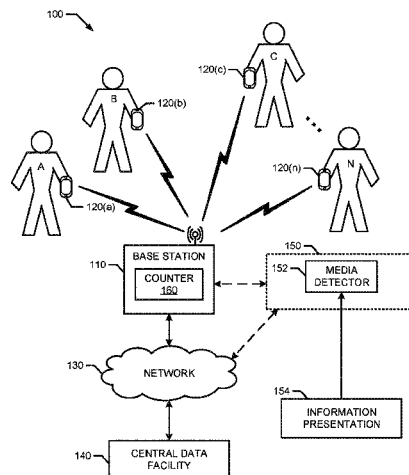 100
C
120(c)
B
120(b)
N
A
120(n)
120(a)
150
BASE STATION
152
MEDIA
DETECTOR
110
COUNTER
160
130
NETWORK
154
INFORMATION
PRESENTATION
140
CENTRAL DATA
FACILITY